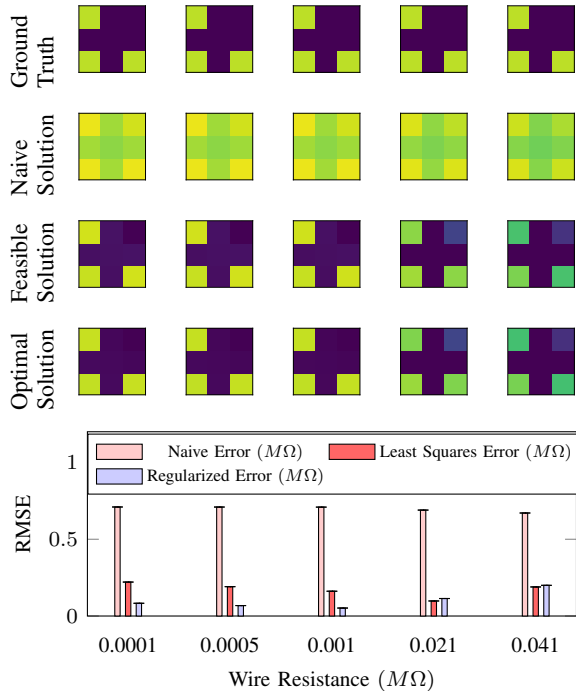 Ground
Truth
Naive
Solution
Feasible
Solution
Optimal
Solution
Naive Error (MΩ)
Least Squares Error (MΩ)
Regularized Error (MΩ)
1
0.5
0
RMSE
0.0001
0.0005
0.001
0.021
0.041
Wire Resistance (MΩ)